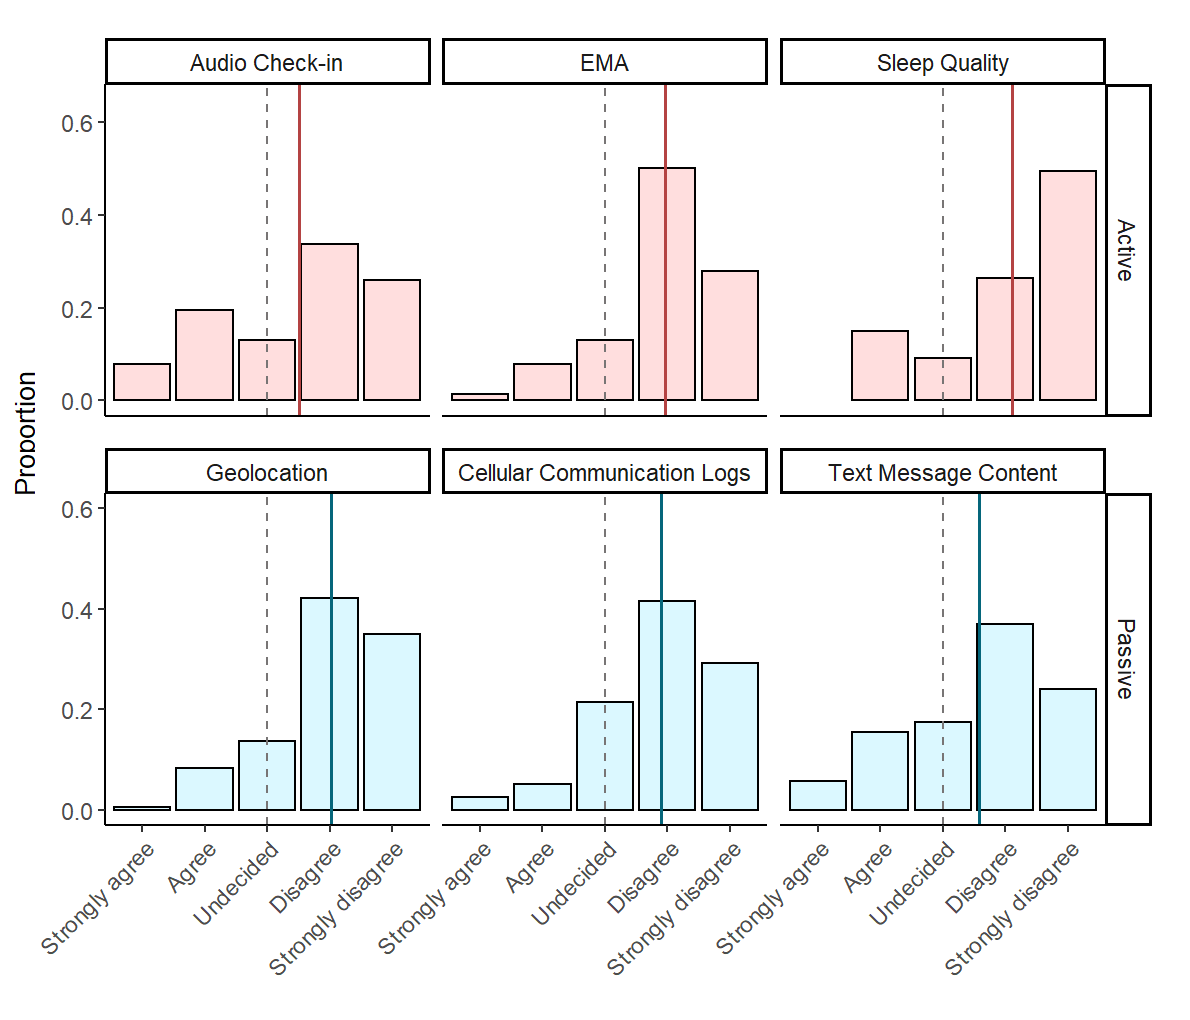 Audio Check-in
EMA
Sleep Quality
0.6
0.4
0.2
0.0
Active
Proportion
Geolocation
Cellular Communication Logs
Text Message Content
0.6
0.4
0.2
0.0
Passive
Strongly agree
Agree
Undecided
Disagree
Strongly disagree
Strongly agree
Agree
Undecided
Disagree
Strongly disagree
Strongly agree
Agree
Undecided
Disagree
Strongly disagree